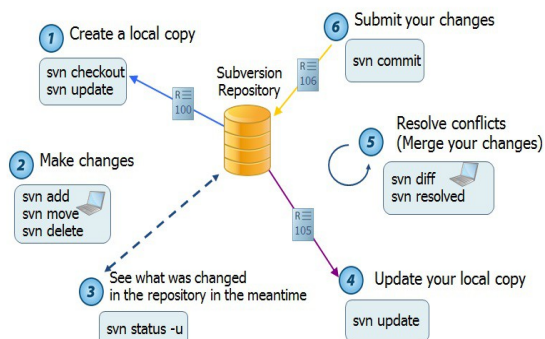 1 Create a local copy
svn checkout
svn update
R
100
Subversion
Repository
6 Submit your changes
svn commit
R
106
2 Make changes
svn add
svn move
svn delete
5 Resolve conflicts
(Merge your changes)
svn diff
svn resolved
3 See what was changed
in the repository in the meantime
svn status -u
R
105
4 Update your local copy
svn update